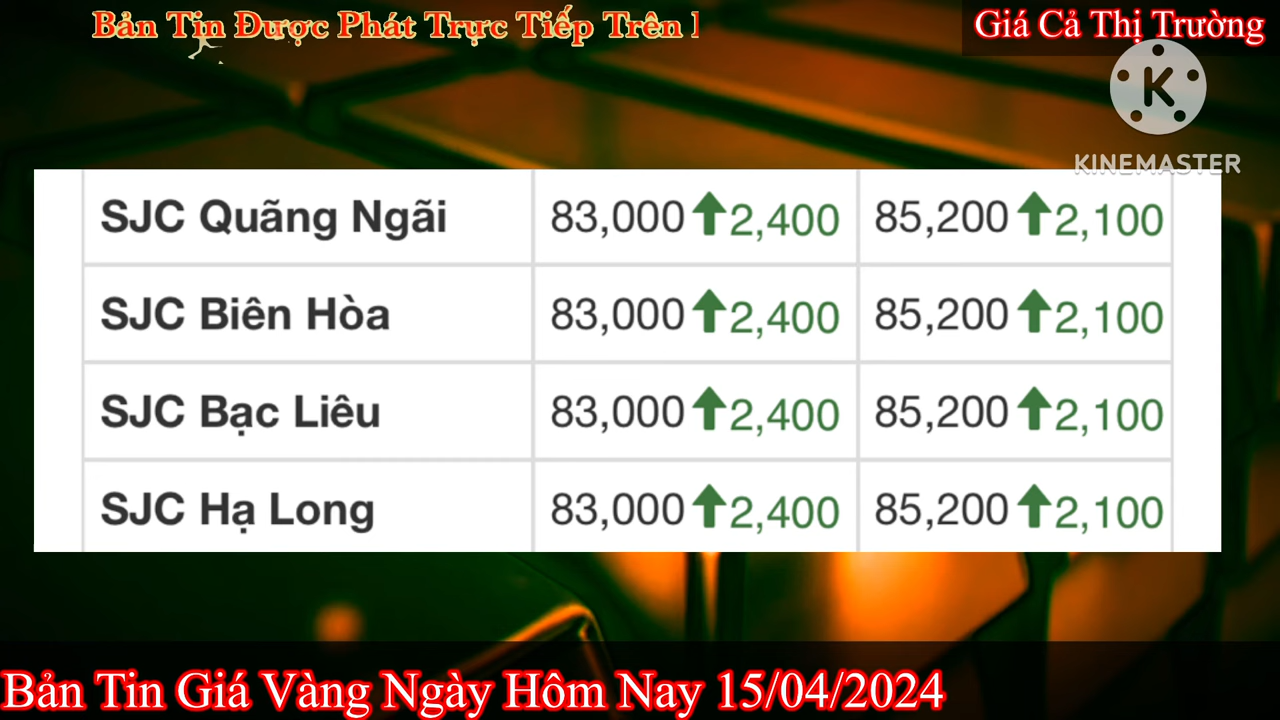 Bản Tin Được Phát Trực Tiếp Trên
Giá Cả Thị Trường
K
KINEMASTER
SJC Quãng Ngãi 83,000 ⬆ 2,400 85,200 ⬆ 2,100
SJC Biên Hòa 83,000 ⬆ 2,400 85,200 ⬆ 2,100
SJC Bạc Liêu 83,000 ⬆ 2,400 85,200 ⬆ 2,100
SJC Hạ Long 83,000 ⬆ 2,400 85,200 ⬆ 2,100
Bản Tin Giá Vàng Ngày Hôm Nay 15/04/2024